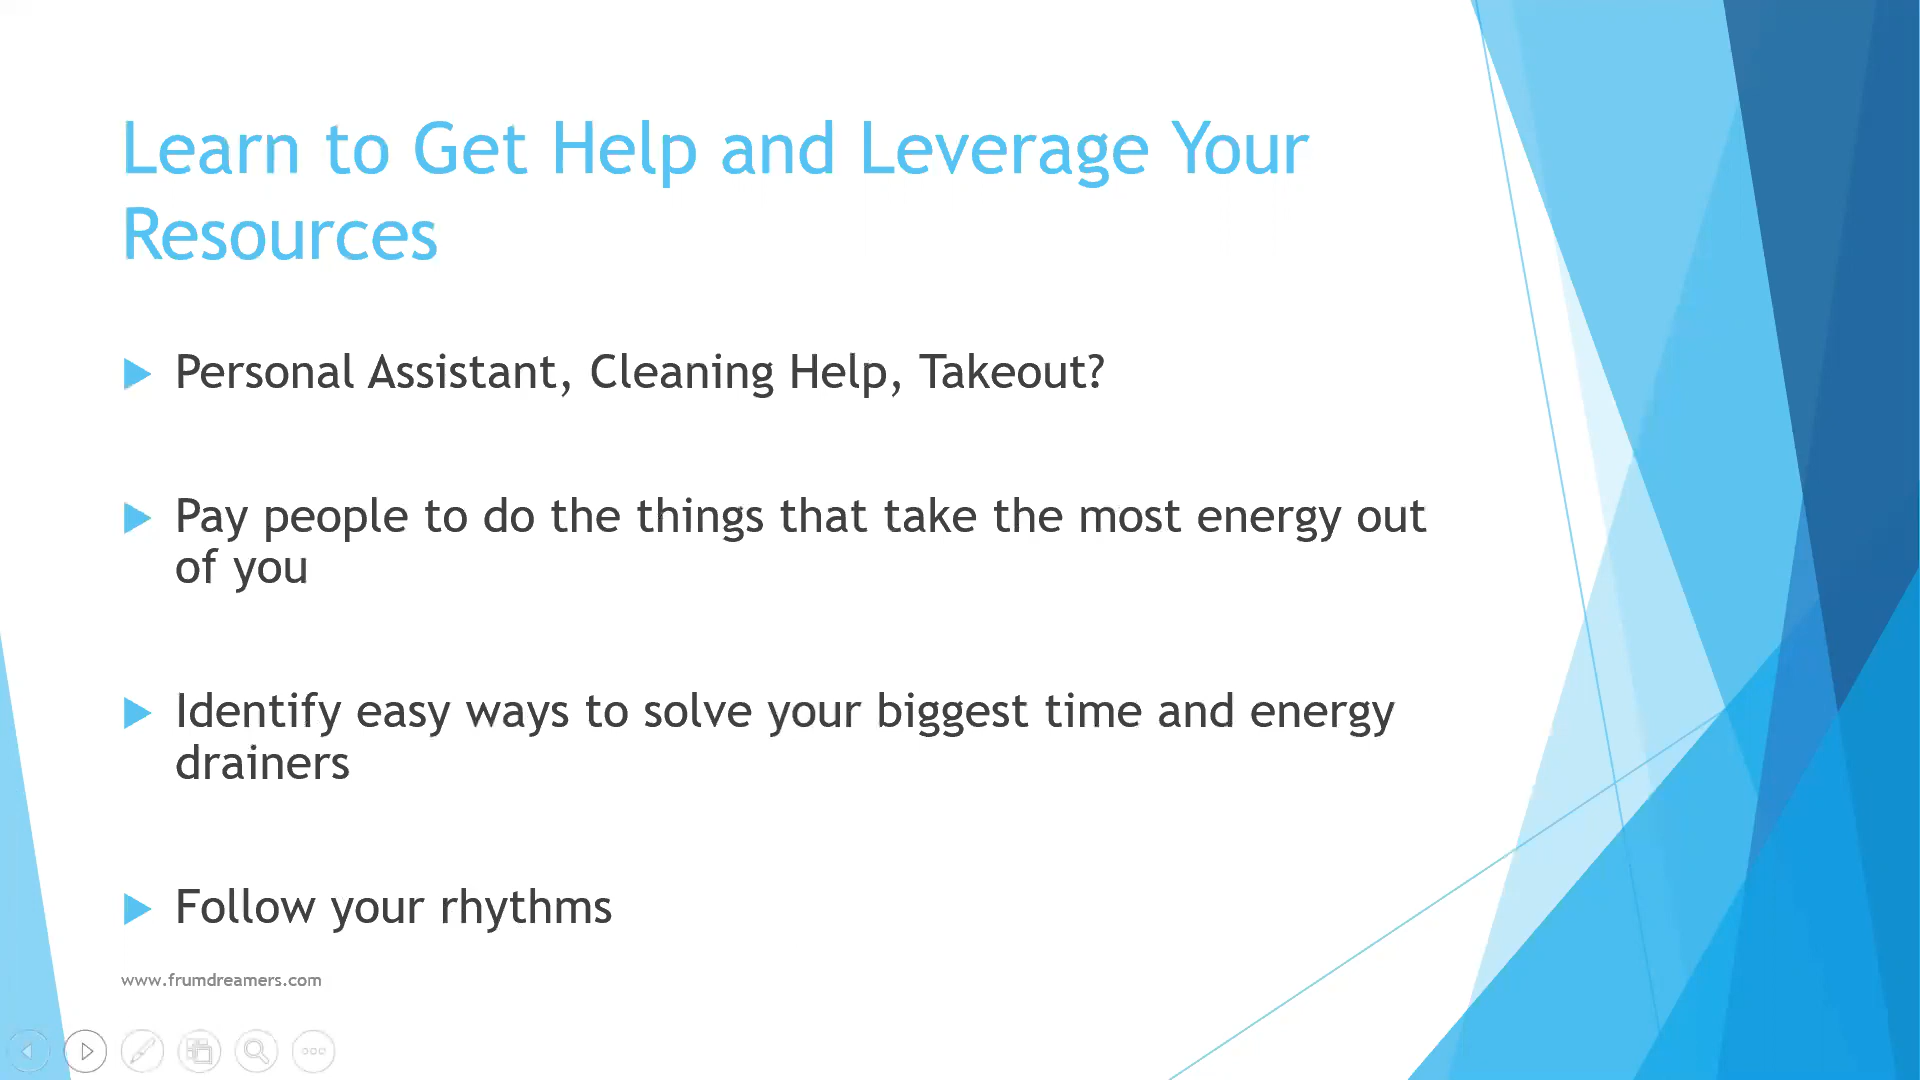 Learn to Get Help and Leverage Your
Resources
Personal Assistant, Cleaning Help, Takeout?
Pay people to do the things that take the most energy out
of you
Identify easy ways to solve your biggest time and energy
drainers
Follow your rhythms
www.frumdreamers.com